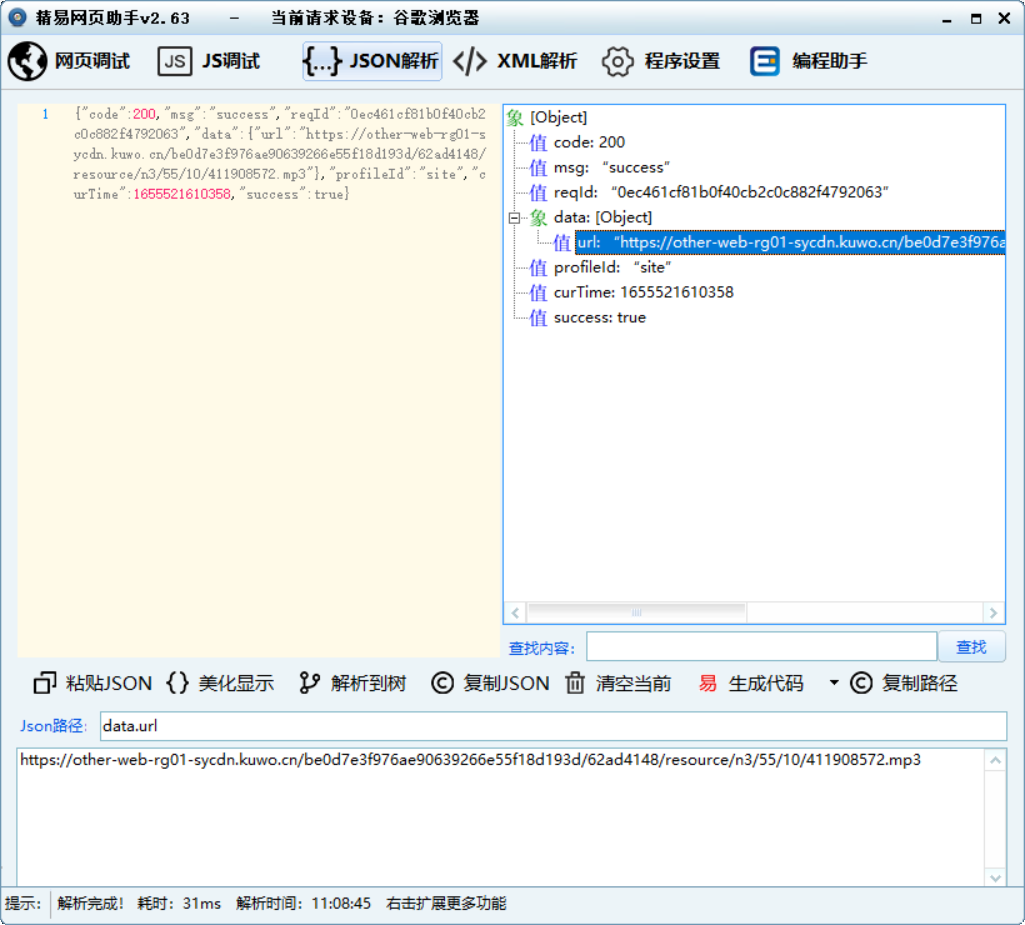 精易网页助手v2.63 - 当前请求设备：谷歌浏览器
网页调试 JS JS调试 {...} JSON解析 </> XML解析 程序设置 编程助手
1 {"code":200,"msg":"success","reqId":"0ec461cf81b0f40cb2
c0c882f4792063","data":{"url":"https://other-web-rg01-s
ycdn.kuwo.cn/be0d7e3f976ae90639266e55f18d193d/62ad4148/
resource/n3/55/10/411908572.mp3"},"profileId":"site","c
urTime":1655521610358,"success":true}
象 [Object]
值 code: 200
值 msg: “success”
值 reqId: “0ec461cf81b0f40cb2c0c882f4792063”
象 data: [Object]
值 url: “https://other-web-rg01-sycdn.kuwo.cn/be0d7e3f976a
值 profileId: “site”
值 curTime: 1655521610358
值 success: true
查找内容: 查找
粘贴JSON {} 美化显示 解析到树 © 复制JSON 清空当前 易 生成代码 © 复制路径
Json路径: data.url
https://other-web-rg01-sycdn.kuwo.cn/be0d7e3f976ae90639266e55f18d193d/62ad4148/resource/n3/55/10/411908572.mp3
提示: 解析完成! 耗时: 31ms 解析时间: 11:08:45 右击扩展更多功能